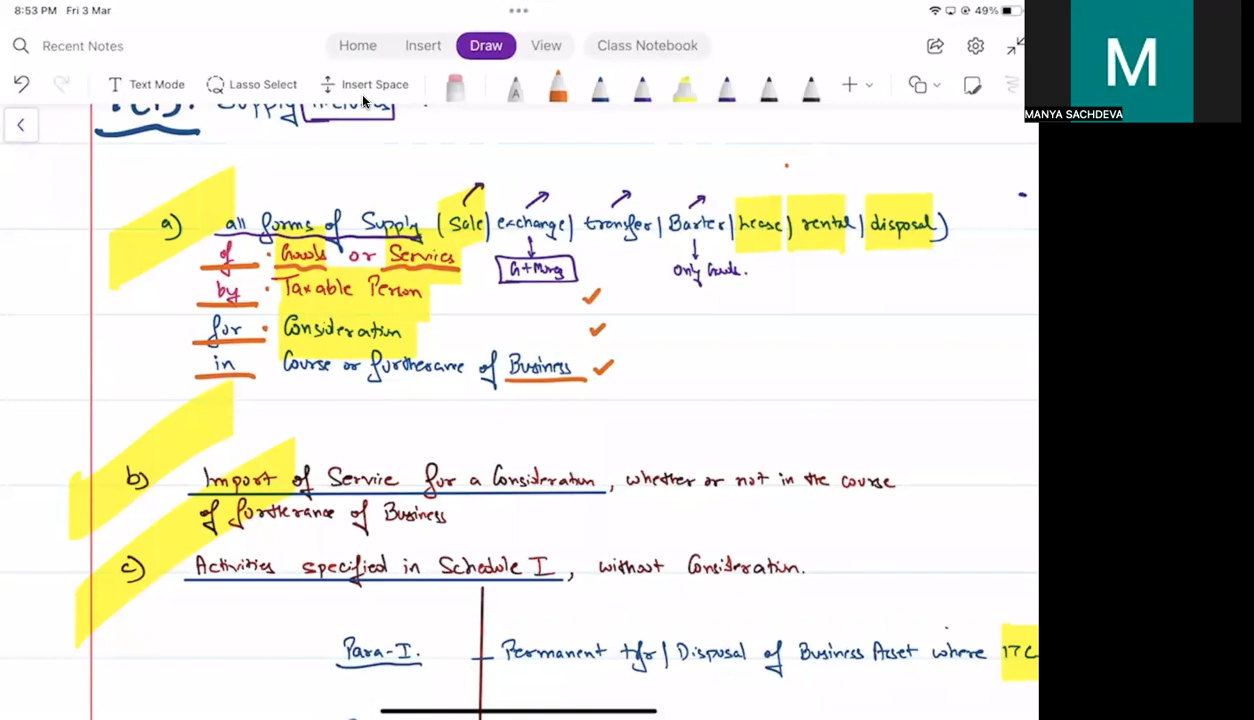 8:53 PM Fri 3 Mar
49%
Recent Notes
Home Insert Draw View Class Notebook
Text Mode Lasso Select Insert Space
M
MANYA SACHDEVA
Supply
a) all forms of Supply (Sale| exchange| transfer| Barter| Lease| rental| disposal)
of . Goods or Services
only Goods.
by . Taxable Person
for . Consideration
in Course or furtherance of Business
b) Import of Service for a Consideration, whether or not in the course
of furtherance of Business
c) Activities specified in Schedule I, without Consideration.
Para-I. Permanent tfr| Disposal of Business Asset where ITC